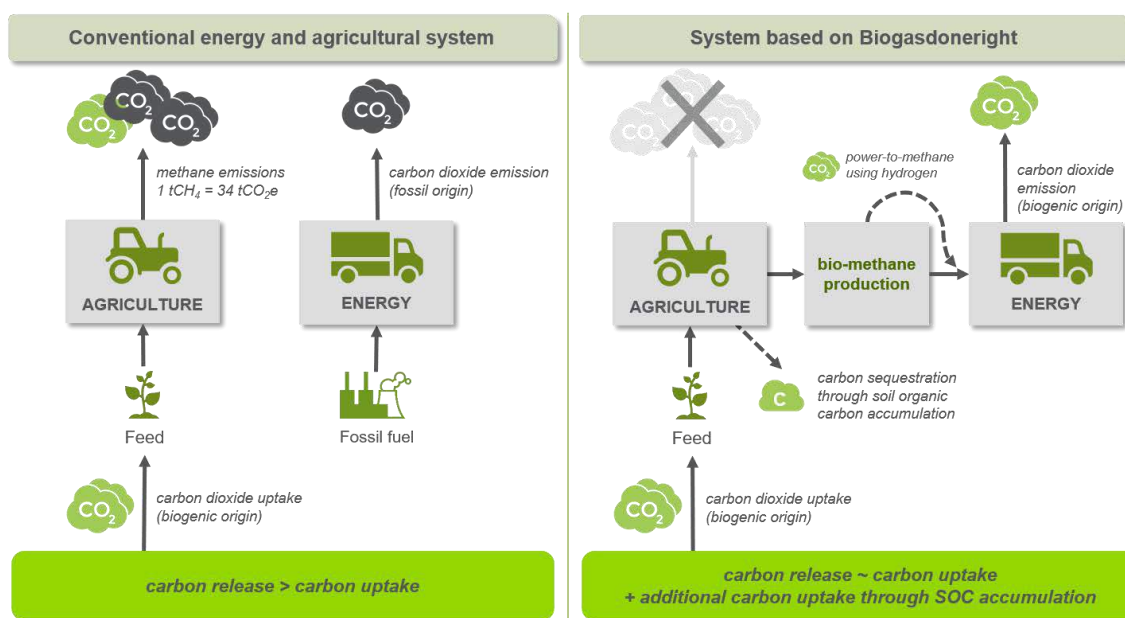 Conventional energy and agricultural system
CO2
CO2
CO2
CO2
methane emissions
1 tCH4 = 34 tCO2e
carbon dioxide emission
(fossil origin)
AGRICULTURE
ENERGY
Feed
Fossil fuel
CO2
carbon dioxide uptake
(biogenic origin)
carbon release > carbon uptake
System based on Biogasdoneright
CO2
CO2
CO2
CO2
CO2
power-to-methane
using hydrogen
carbon dioxide
emission
(biogenic origin)
AGRICULTURE
bio-methane
production
ENERGY
C
carbon sequestration
through soil organic
carbon accumulation
Feed
CO2
carbon dioxide uptake
(biogenic origin)
carbon release ~ carbon uptake
+ additional carbon uptake through SOC accumulation